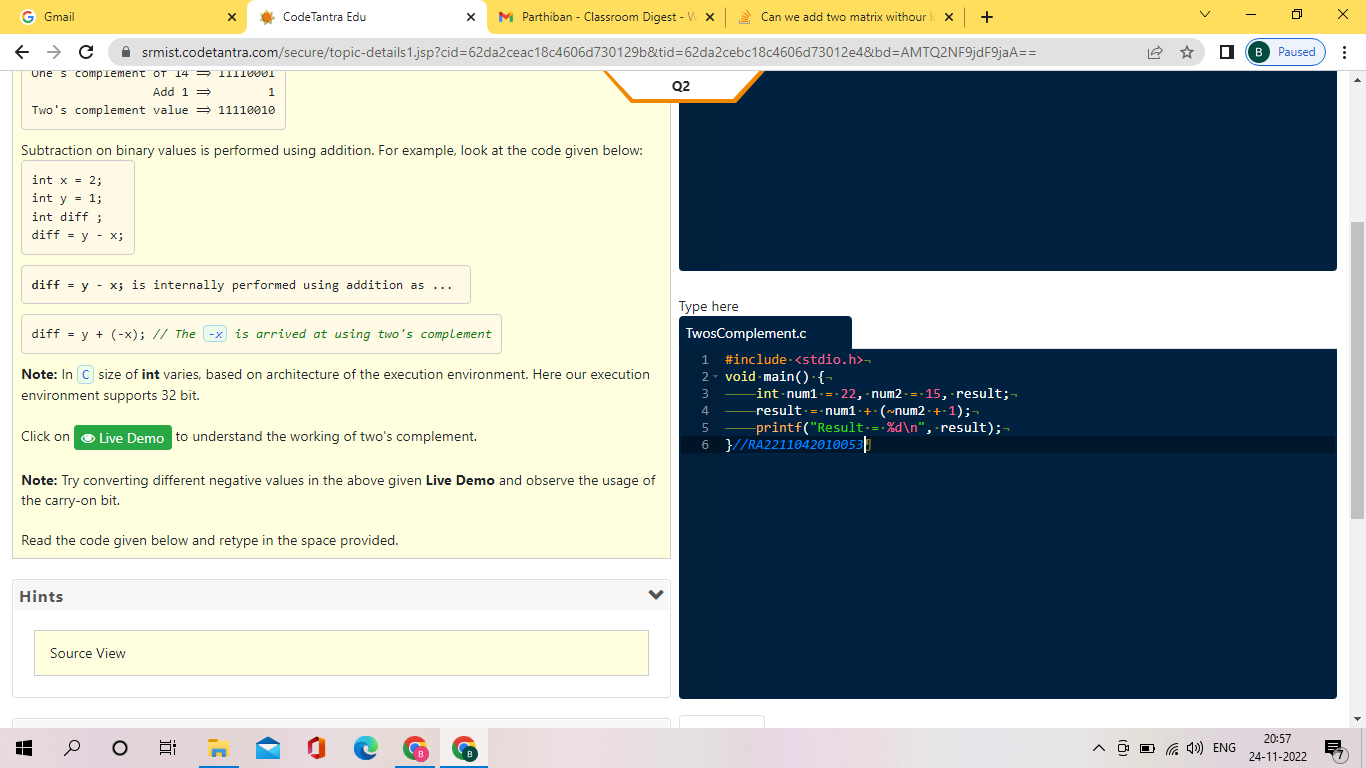 Gmail
CodeTantra Edu
Parthiban - Classroom Digest - W
Can we add two matrix withour l
srmist.codetantra.com/secure/topic-details1.jsp?cid=62da2ceac18c4606d730129b&tid=62da2cebc18c4606d73012e4&bd=AMTQ2NF9jdF9jaA==
B Paused
One's complement of 14 ⟹ 11110001
Add 1 ⟹ 1
Two's complement value ⟹ 11110010
Q2
Subtraction on binary values is performed using addition. For example, look at the code given below:
int x = 2;
int y = 1;
int diff ;
diff = y - x;
diff = y - x; is internally performed using addition as ...
diff = y + (-x); // The -x is arrived at using two's complement
Note: In C size of int varies, based on architecture of the execution environment. Here our execution
environment supports 32 bit.
Click on Live Demo to understand the working of two's complement.
Note: Try converting different negative values in the above given Live Demo and observe the usage of
the carry-on bit.
Read the code given below and retype in the space provided.
Hints
Source View
Type here
TwosComplement.c
1 #include <stdio.h>
2 void main() {
3 int num1 = 22, num2 = 15, result;
4 result = num1 + (~num2 + 1);
5 printf("Result = %d\n", result);
6 }//RA2211042010053
B
B
ENG
20:57
24-11-2022
7